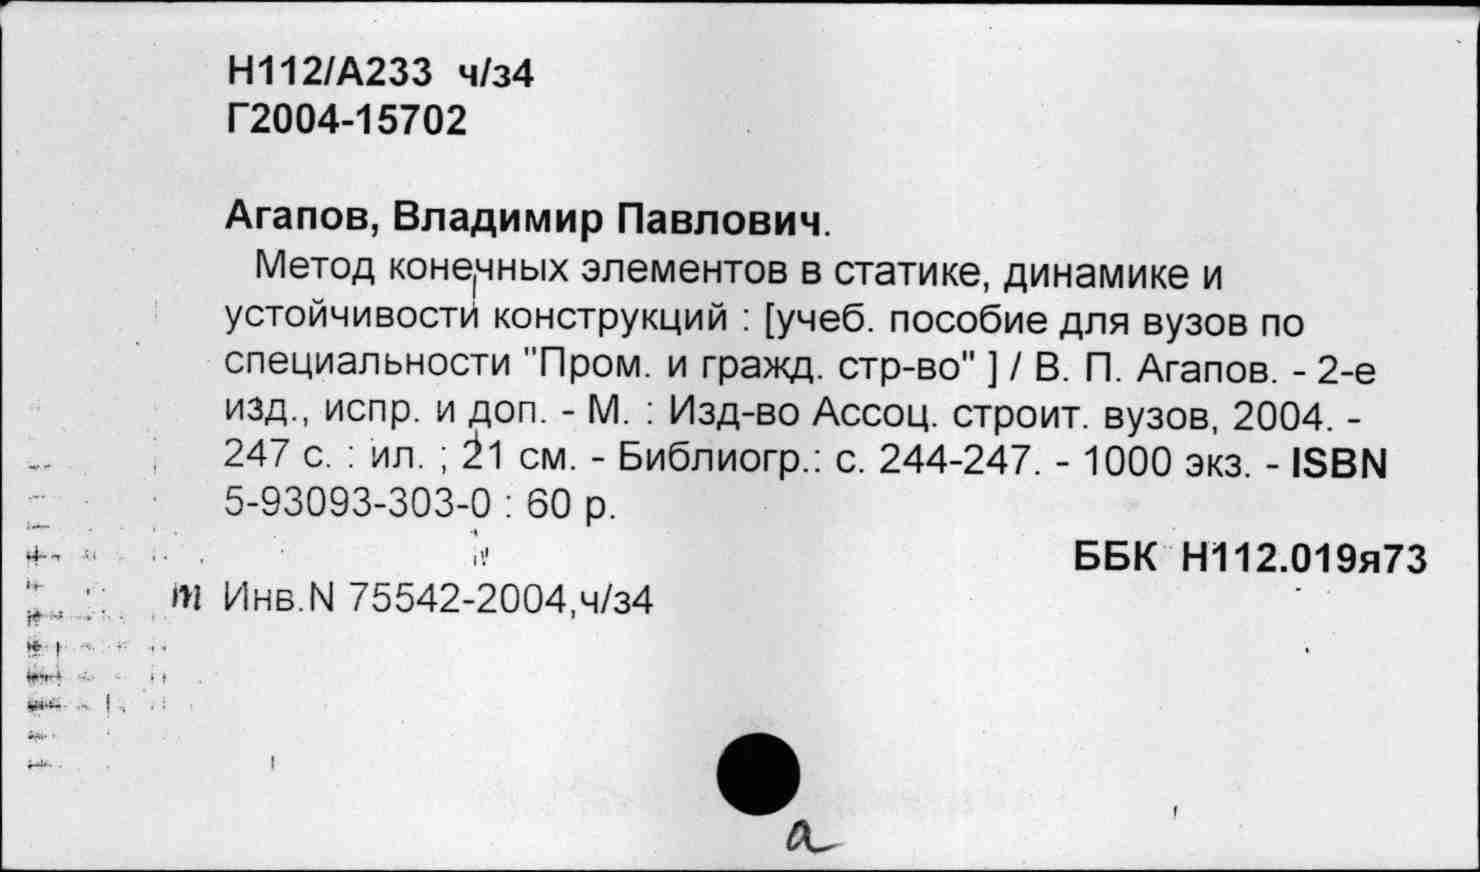 Н112/А233 ч/з4
Г2004-15702
Агапов, Владимир Павлович.
Метод конечных элементов в статике, динамике и
устойчивости конструкций : [учеб. пособие для вузов по
специальности "Пром. и гражд. стр-во" ] / В. П. Агапов. - 2-е
изд., испр. и доп. - М. : Изд-во Ассоц. строит. вузов, 2004. -
247 с. : ил. ; 21 см. - Библиогр.: с. 244-247. - 1000 экз. - ISBN
5-93093-303-0 : 60 р.
ББК Н112.019я73
Инв.N 75542-2004,ч/з4
а